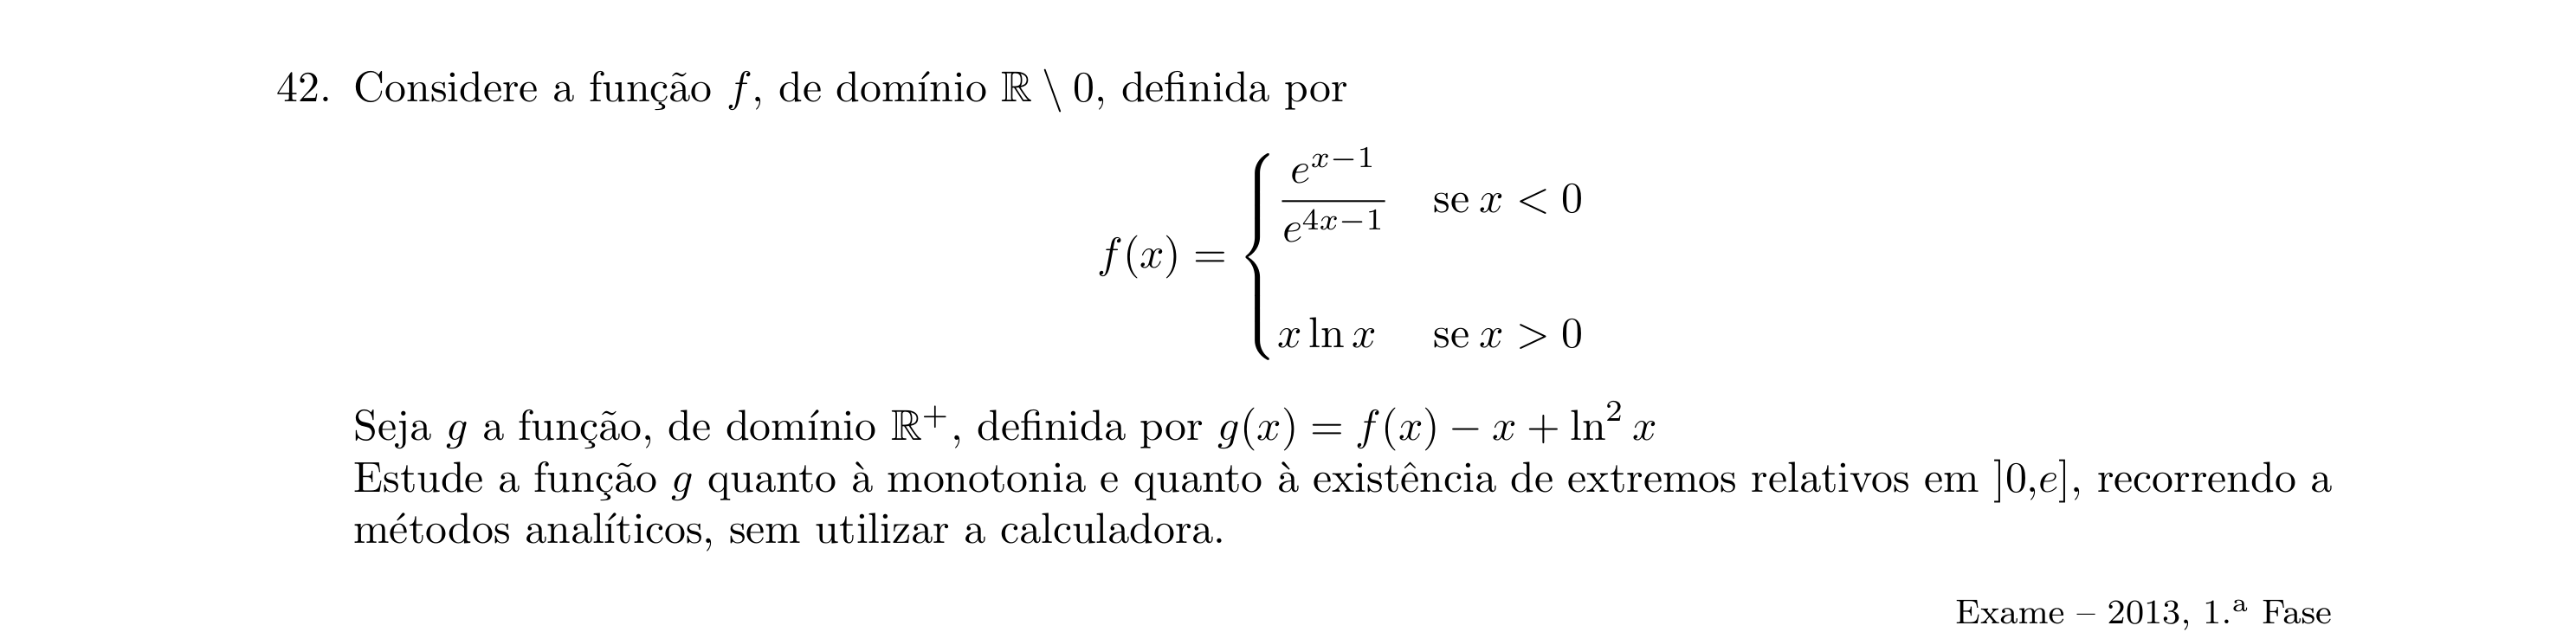 42. Considere a função f, de domínio ℝ \ 0, definida por
f(x) = { e^{x−1} / e^{4x−1} se x < 0
x ln x se x > 0
Seja g a função, de domínio ℝ⁺, definida por g(x) = f(x) − x + ln² x
Estude a função g quanto à monotonia e quanto à existência de extremos relativos em ]0,e], recorrendo a
métodos analíticos, sem utilizar a calculadora.
Exame – 2013, 1.ª Fase